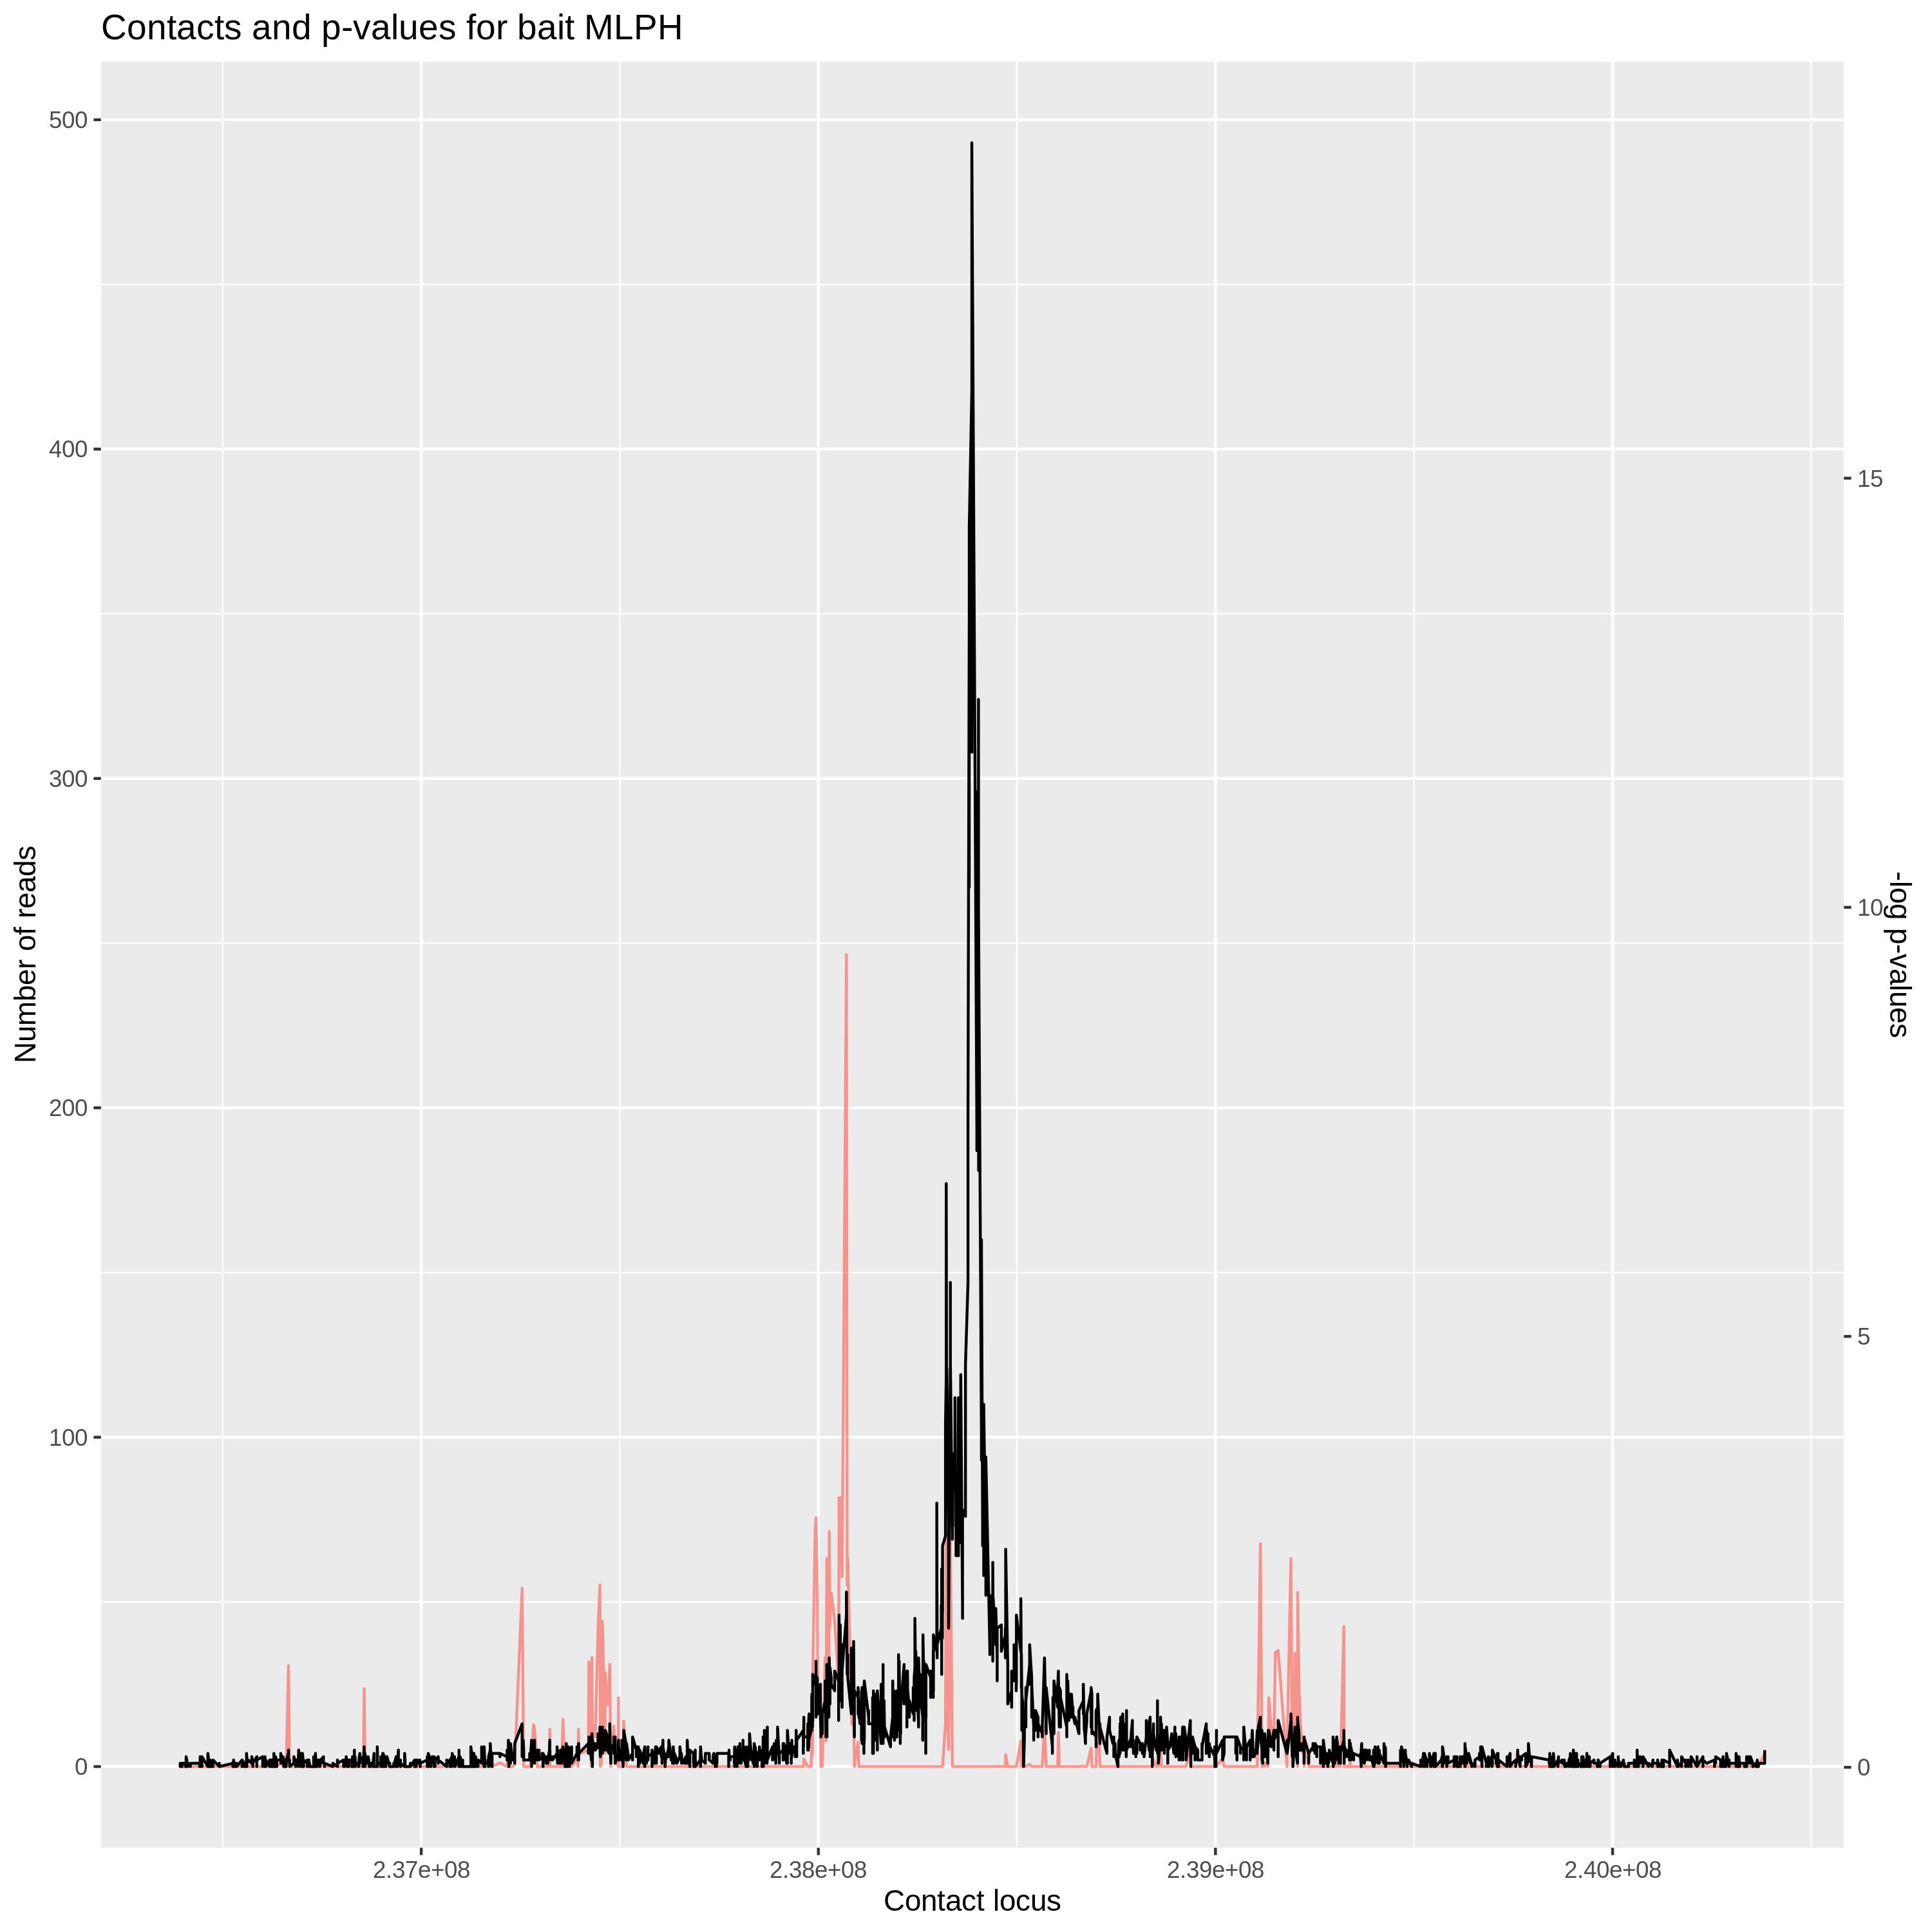 Contacts and p-values for bait MLPH
500
400
300
200
100
0
Number of reads
15
10
5
0
-log p-values
2.37e+08
2.38e+08
2.39e+08
2.40e+08
Contact locus